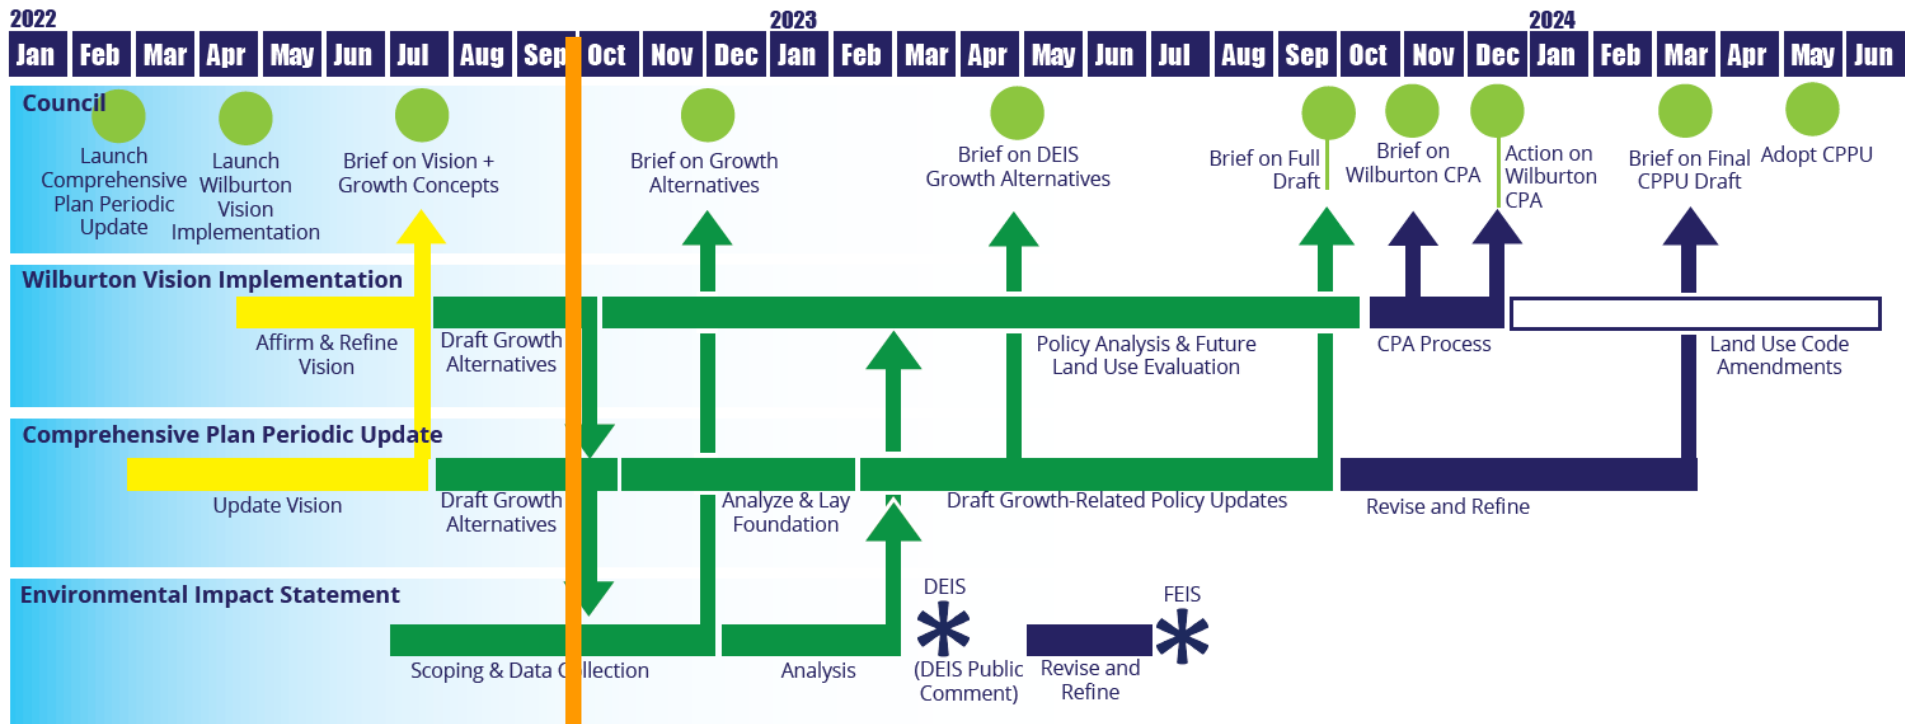 2022
2023
2024
Jan Feb Mar Apr May Jun Jul Aug Sep Oct Nov Dec Jan Feb Mar Apr May Jun Jul Aug Sep Oct Nov Dec Jan Feb Mar Apr May Jun
Council
Launch
Comprehensive
Plan Periodic
Update
Launch
Wilburton
Vision
Implementation
Brief on Vision +
Growth Concepts
Brief on Growth
Alternatives
Brief on DEIS
Growth Alternatives
Brief on Full
Draft
Brief on
Wilburton CPA
Action on
Wilburton
CPA
Brief on Final
CPPU Draft
Adopt CPPU
Wilburton Vision Implementation
Affirm & Refine
Vision
Draft Growth
Alternatives
Policy Analysis & Future
Land Use Evaluation
CPA Process
Land Use Code
Amendments
Comprehensive Plan Periodic Update
Update Vision
Draft Growth
Alternatives
Analyze & Lay
Foundation
Draft Growth-Related Policy Updates
Revise and Refine
Environmental Impact Statement
Scoping & Data Collection
Analysis
DEIS
(DEIS Public
Comment)
Revise and
Refine
FEIS